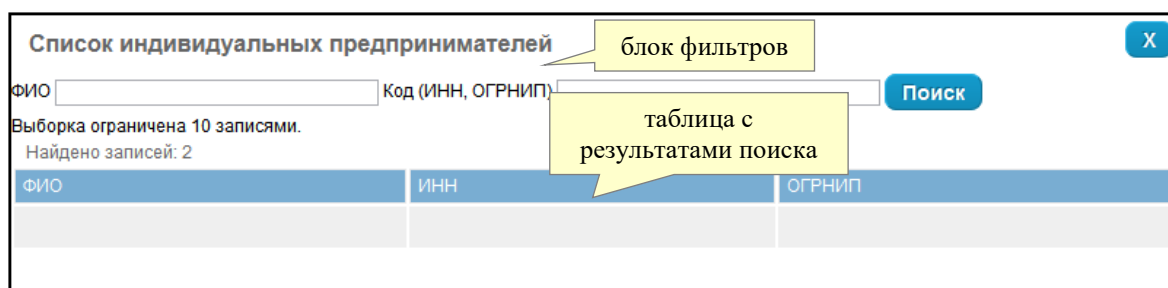 Список индивидуальных предпринимателей
блок фильтров
X
ФИО
Код (ИНН, ОГРНИП)
Поиск
Выборка ограничена 10 записями.
таблица с
результатами поиска
Найдено записей: 2
ФИО
ИНН
ОГРНИП